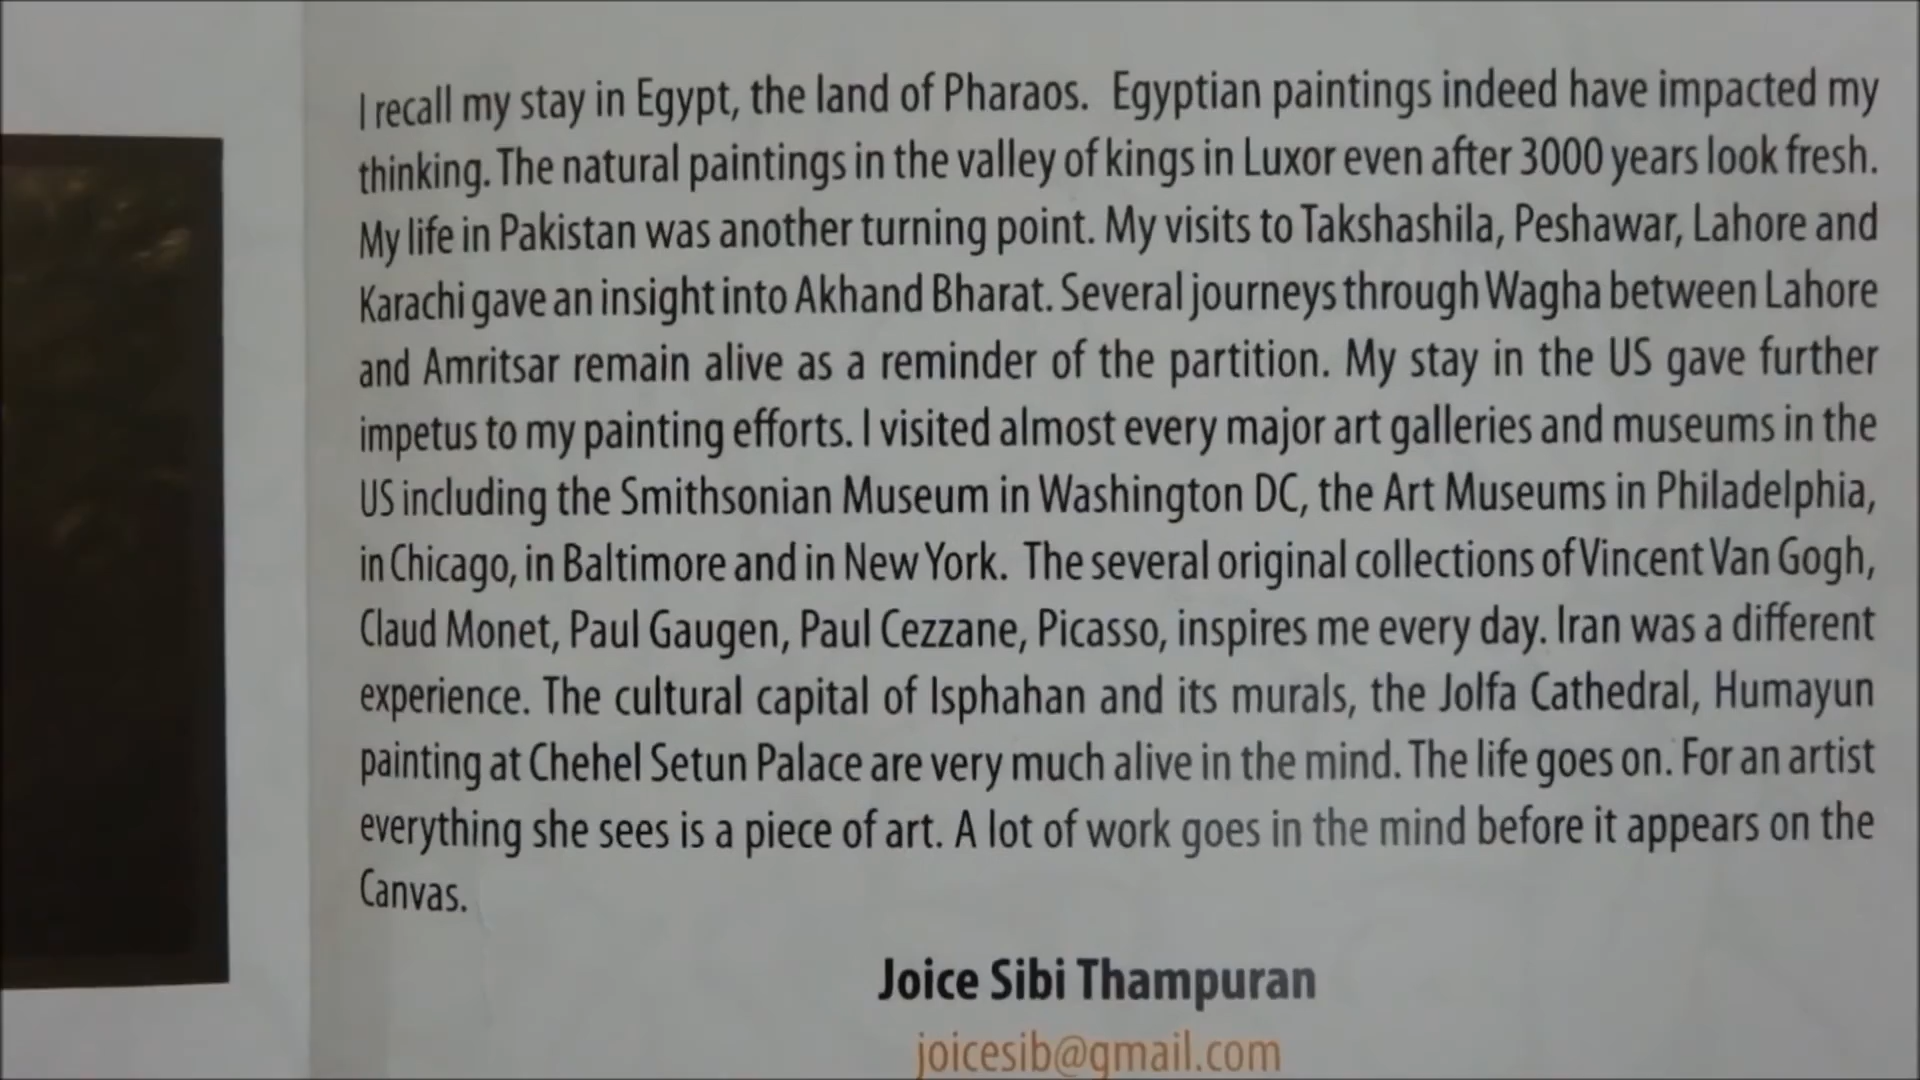 I recall my stay in Egypt, the land of Pharaos. Egyptian paintings indeed have impacted my
thinking. The natural paintings in the valley of kings in Luxor even after 3000 years look fresh.
My life in Pakistan was another turning point. My visits to Takshashila, Peshawar, Lahore and
Karachi gave an insight into Akhand Bharat. Several journeys through Wagha between Lahore
and Amritsar remain alive as a reminder of the partition. My stay in the US gave further
impetus to my painting efforts. I visited almost every major art galleries and museums in the
US including the Smithsonian Museum in Washington DC, the Art Museums in Philadelphia,
in Chicago, in Baltimore and in New York. The several original collections of Vincent Van Gogh,
Claud Monet, Paul Gaugen, Paul Cezzane, Picasso, inspires me every day. Iran was a different
experience. The cultural capital of Isphahan and its murals, the Jolfa Cathedral, Humayun
painting at Chehel Setun Palace are very much alive in the mind. The life goes on. For an artist
everything she sees is a piece of art. A lot of work goes in the mind before it appears on the
Canvas.
Joice Sibi Thampuran
joicesib@gmail.com